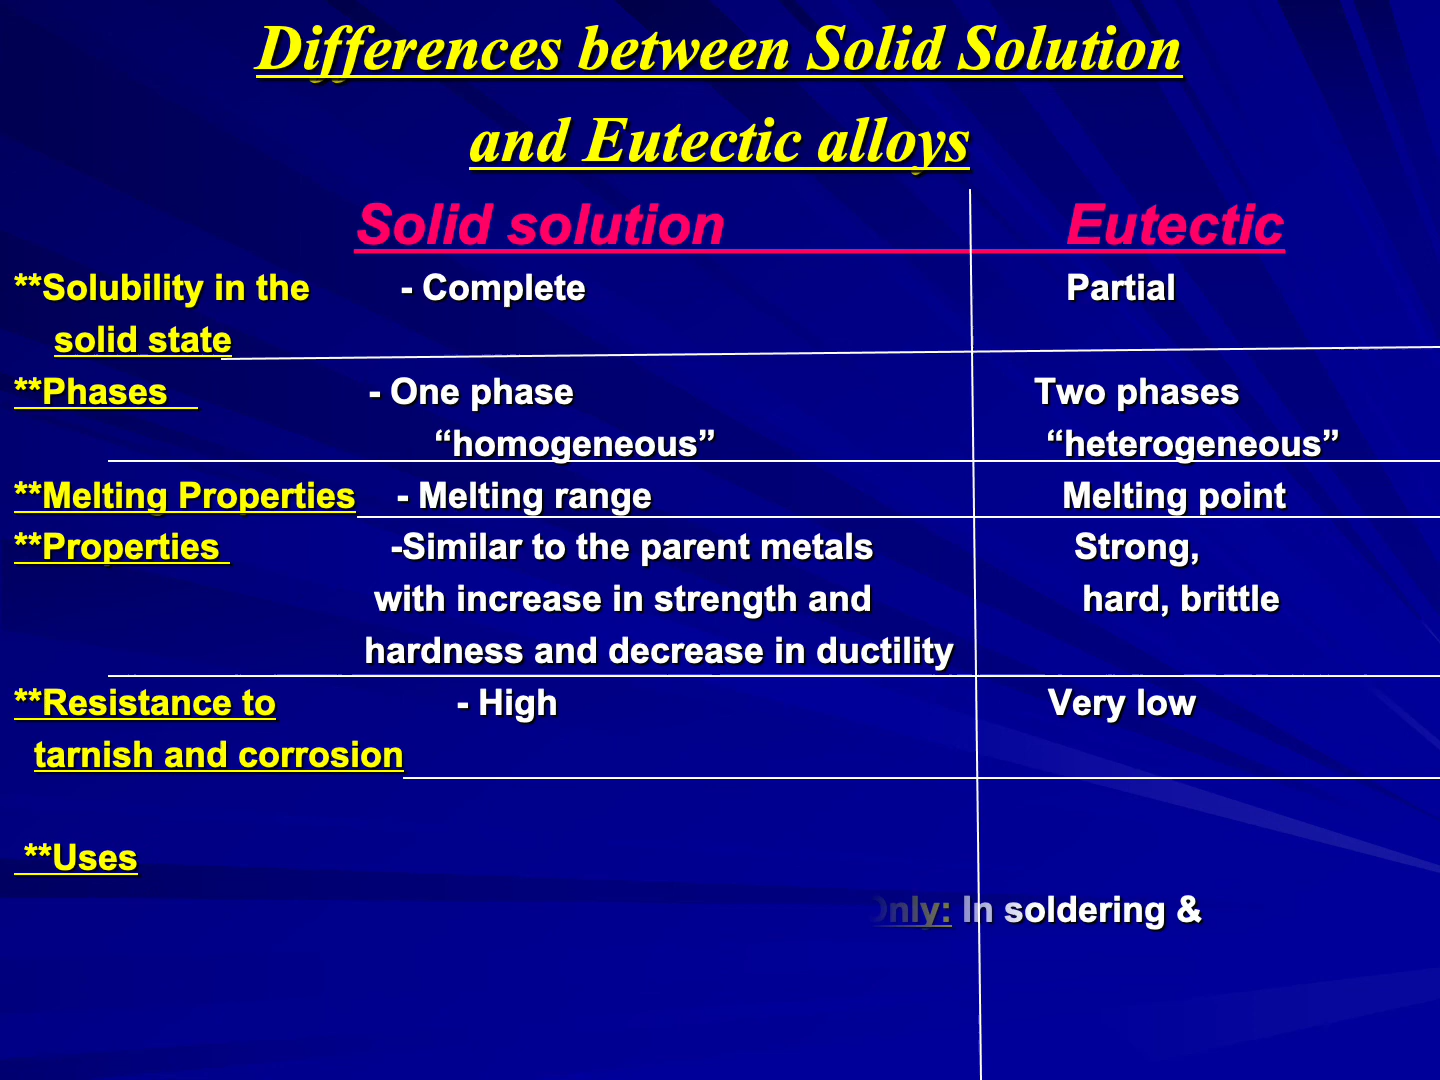 Differences between Solid Solution
and Eutectic alloys
Solid solution Eutectic
**Solubility in the - Complete Partial
solid state
**Phases - One phase Two phases
“homogeneous” “heterogeneous”
**Melting Properties - Melting range Melting point
**Properties -Similar to the parent metals Strong,
with increase in strength and hard, brittle
hardness and decrease in ductility
**Resistance to - High Very low
tarnish and corrosion
**Uses
Only: In soldering &